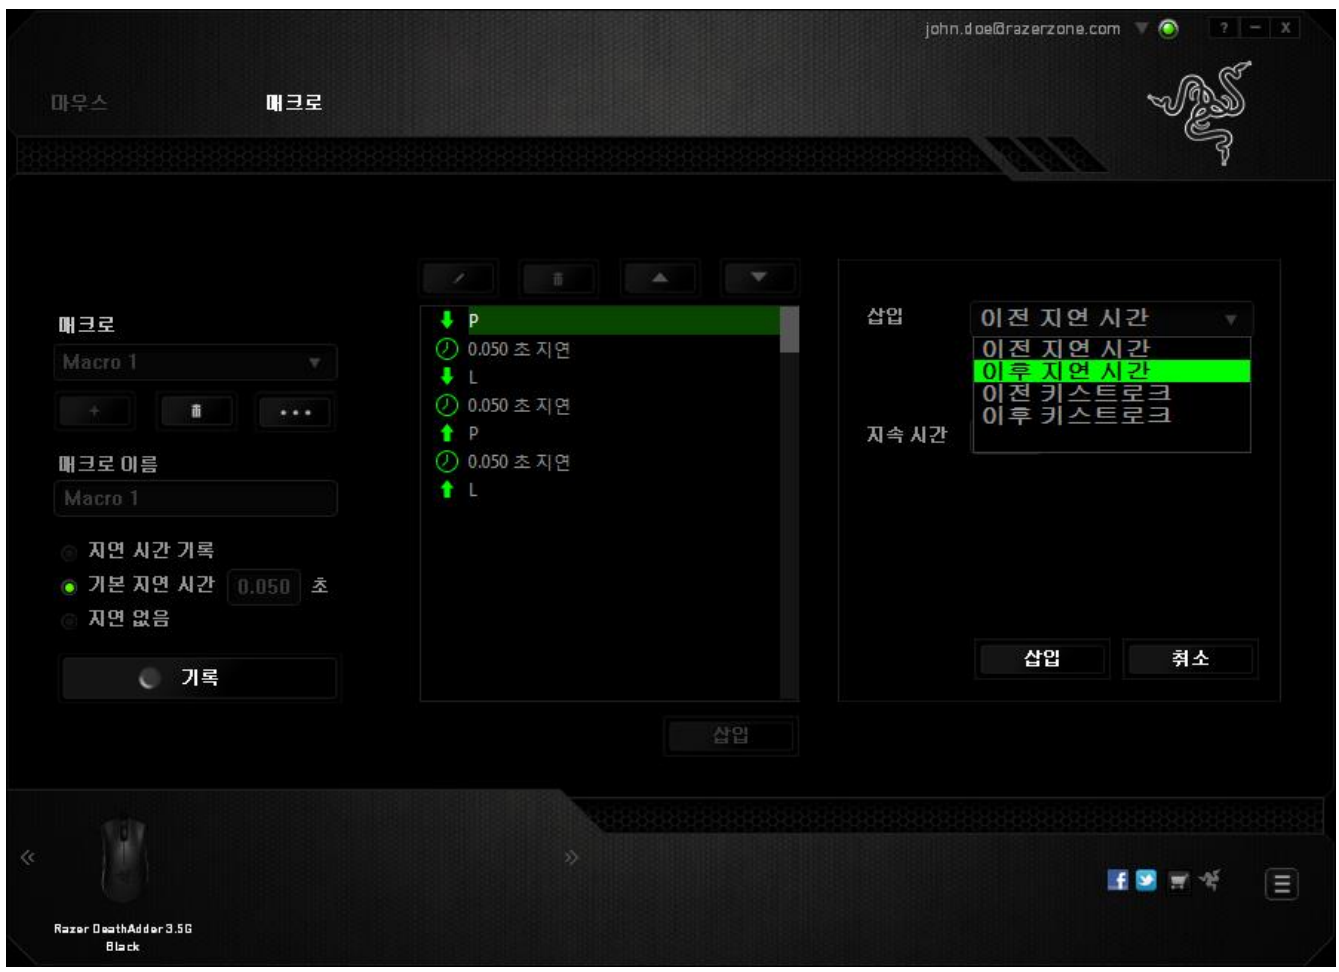 john.doe@razerzone.com
? - X
마우스
매크로
매크로
Macro 1
+
매크로 이름
Macro 1
지연 시간 기록
기본 지연 시간 0.050 초
지연 없음
기록
P
0.050 초 지연
L
0.050 초 지연
P
0.050 초 지연
L
삽입
삽입 이전 지연 시간
이전 지연 시간
이후 지연 시간
이전 키스트로크
이후 키스트로크
지속 시간
삽입 취소
Razer DeathAdder 3.5G
Black